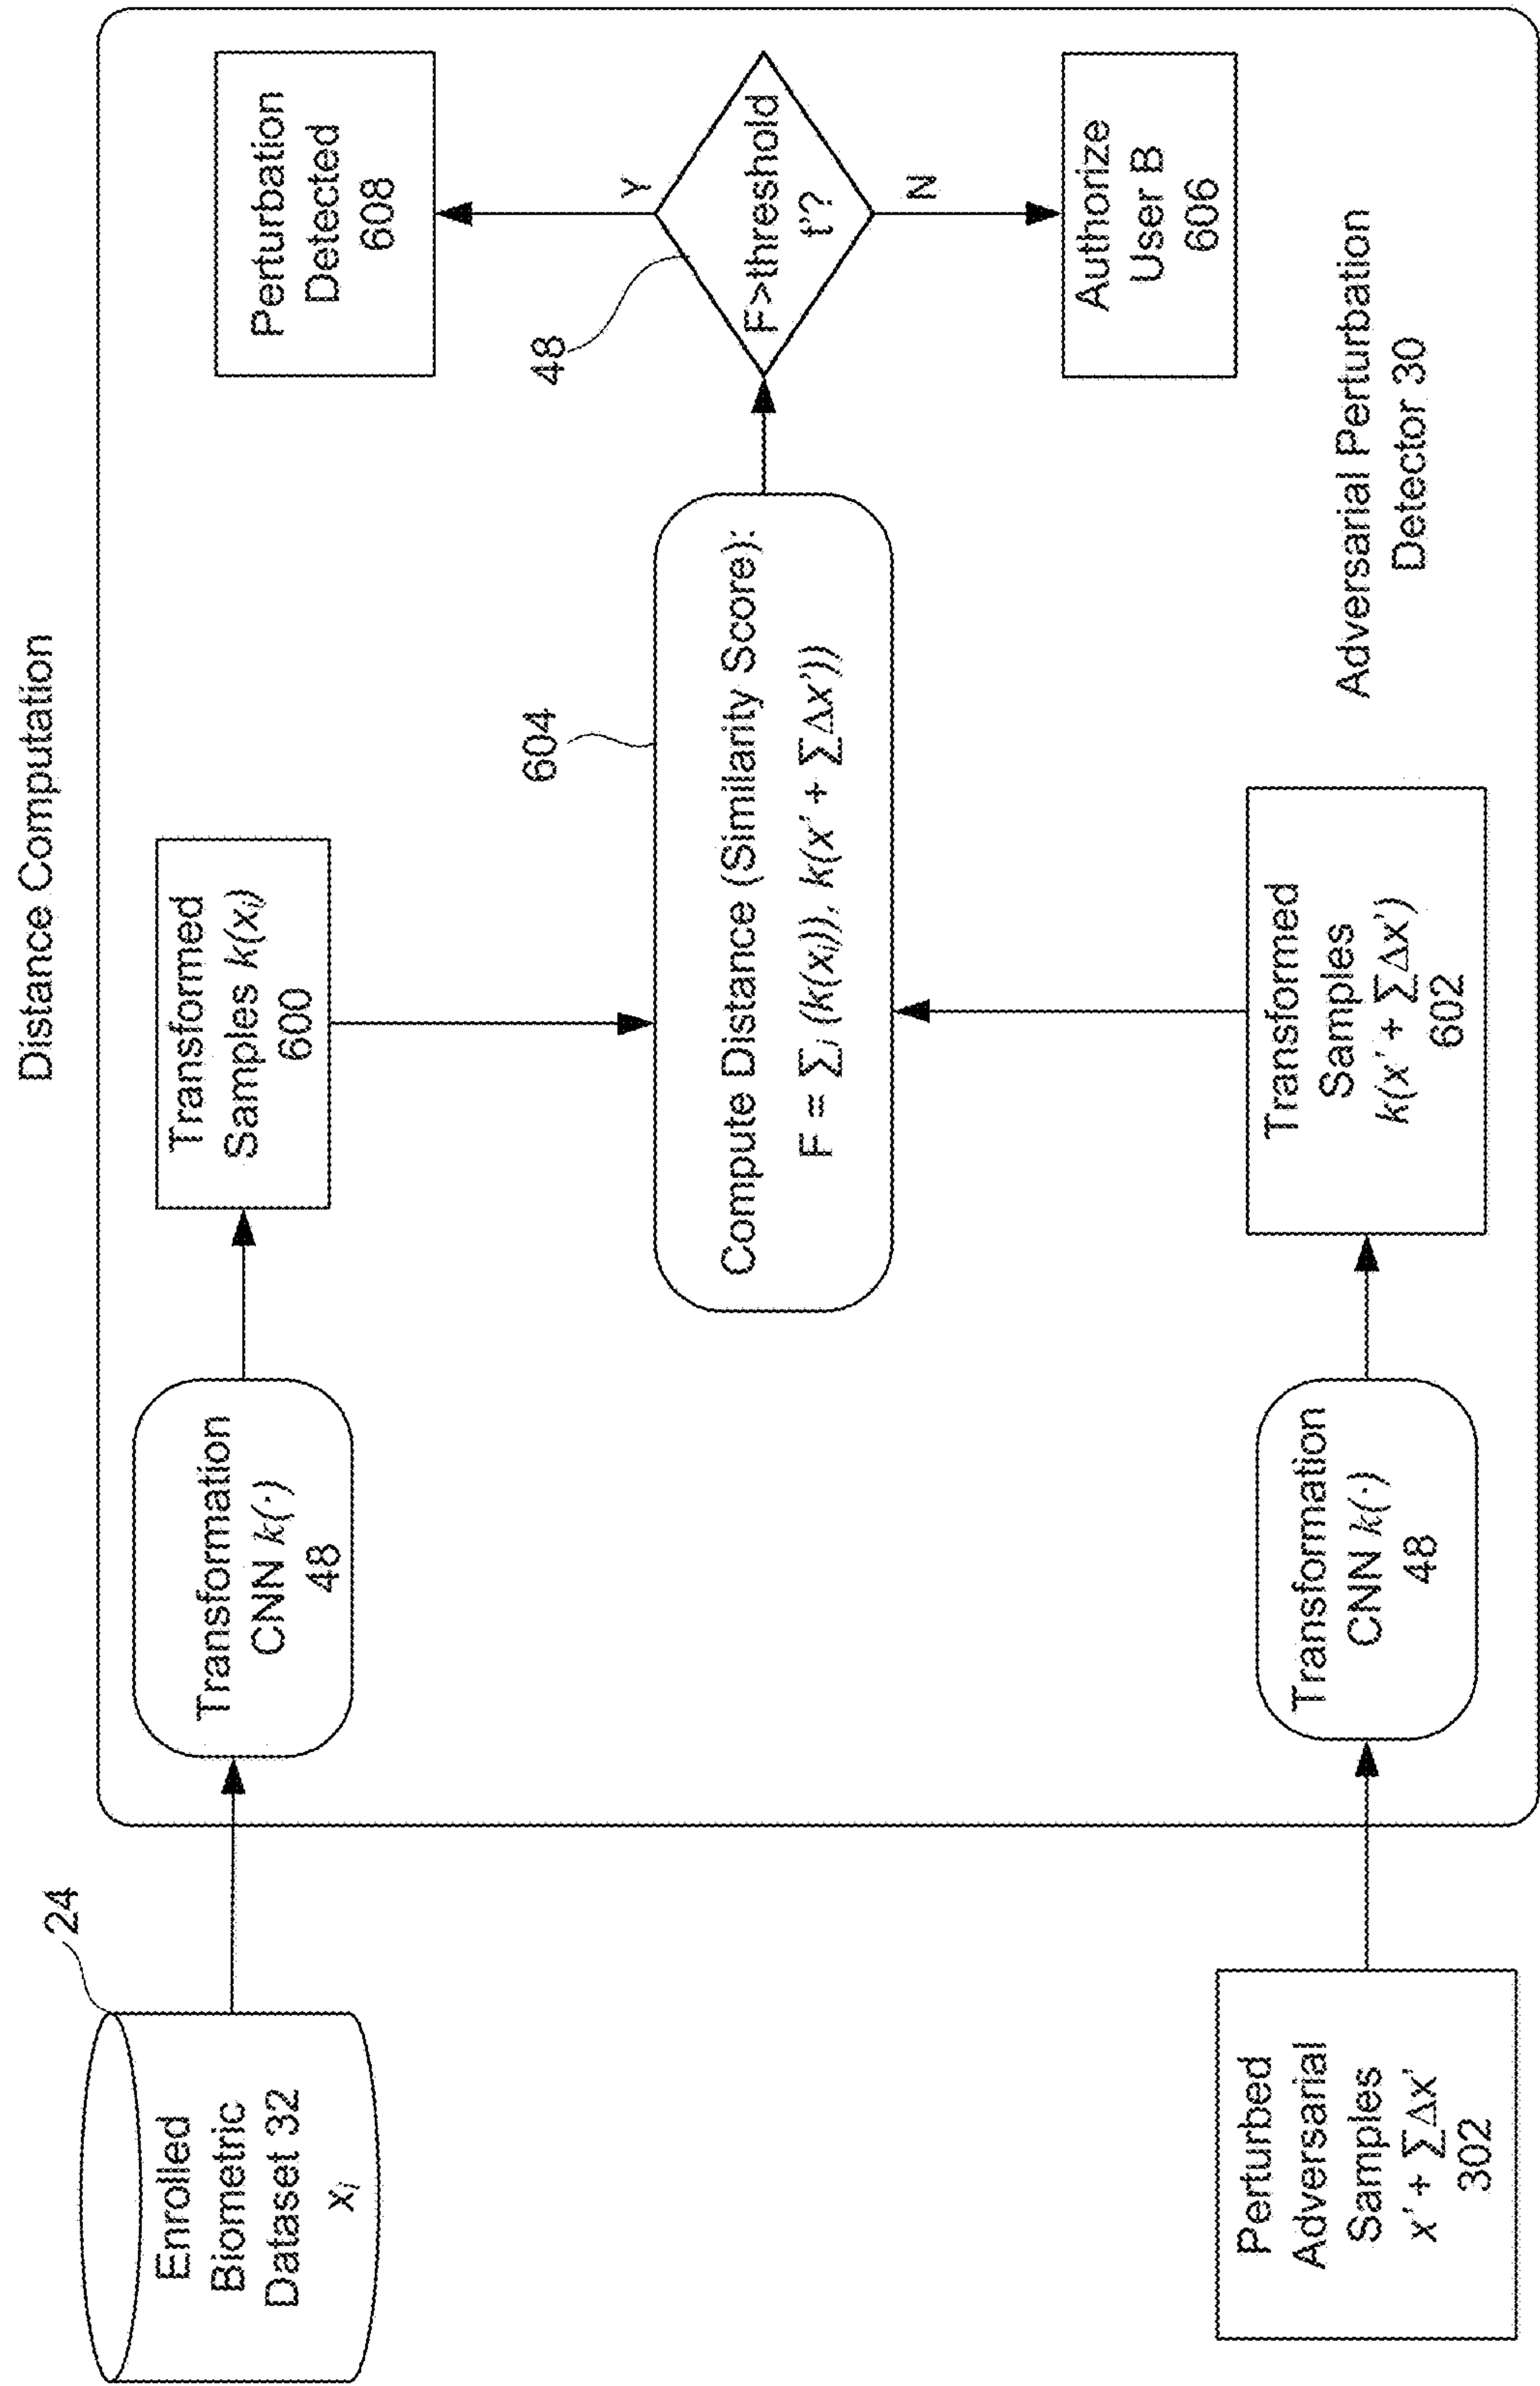 Distance Computation
24
Enrolled
Biometric
Dataset 32
xᵢ
Transformation
CNN k(·)
48
Transformed
Samples k(xᵢ)
600
Perturbation
Detected
608
604
Compute Distance (Similarity Score):
F = ∑ᵢ (k(xᵢ)), k(x' + ∑Δx'))
48
F>threshold
t'?
Y
N
Perturbed
Adversarial
Samples
x' + ∑Δx'
302
Transformation
CNN k(·)
48
Transformed
Samples
k(x' + ∑Δx')
602
Authorize
User B
606
Adversarial Perturbation
Detector 30